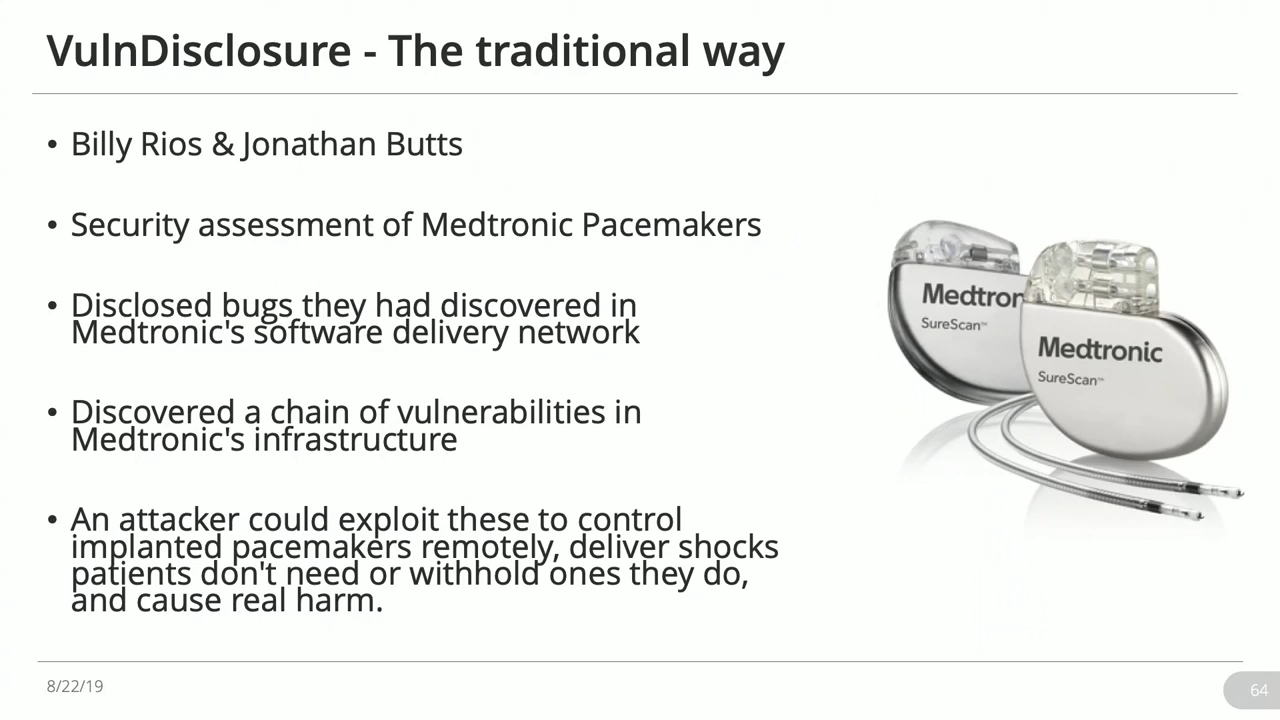 VulnDisclosure - The traditional way
• Billy Rios & Jonathan Butts
• Security assessment of Medtronic Pacemakers
• Disclosed bugs they had discovered in
Medtronic's software delivery network
• Discovered a chain of vulnerabilities in
Medtronic's infrastructure
• An attacker could exploit these to control
implanted pacemakers remotely, deliver shocks
patients don't need or withhold ones they do,
and cause real harm.
Medtron
SureScan™
Medtronic
SureScan™
8/22/19
64